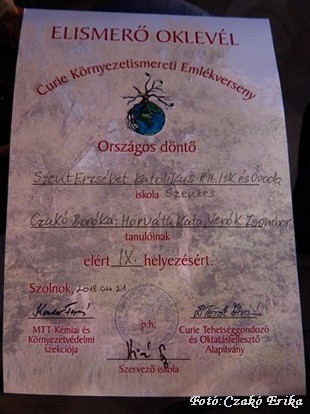 ELISMERŐ OKLEVÉL
Curie Környezetismereti Emlékverseny
Országos döntő
Szent Erzsébet Katolikus Ált. Isk és Óvoda
iskola Szentes
Czakó Boróka, Horváth Kata, Verók Zsombor
tanulóinak
elért IX. helyezésért.
Szolnok, 2018.04.21
MTT Kémiai és
Környezetvédelmi
szekciója
p.h.
Curie Tehetséggondozó
és Oktatásfejlesztő
Alapítvány
Szervező iskola
Fotó:Czakó Erika